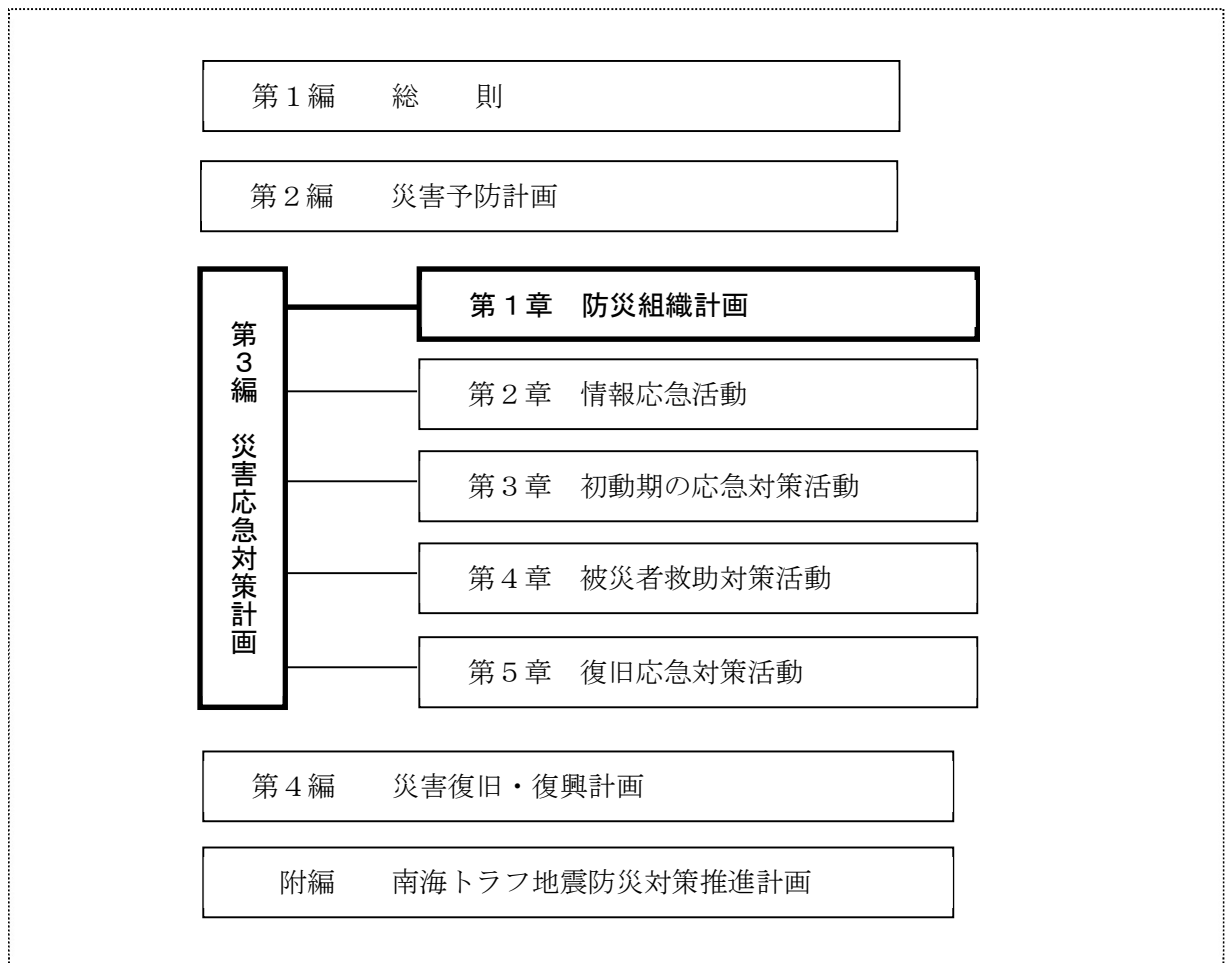 第１編　　総　　則
第２編　　災害予防計画
第３編　災害応急対策計画
第１章　防災組織計画
第２章　情報応急活動
第３章　初動期の応急対策活動
第４章　被災者救助対策活動
第５章　復旧応急対策活動
第４編　　災害復旧・復興計画
附編　　南海トラフ地震防災対策推進計画